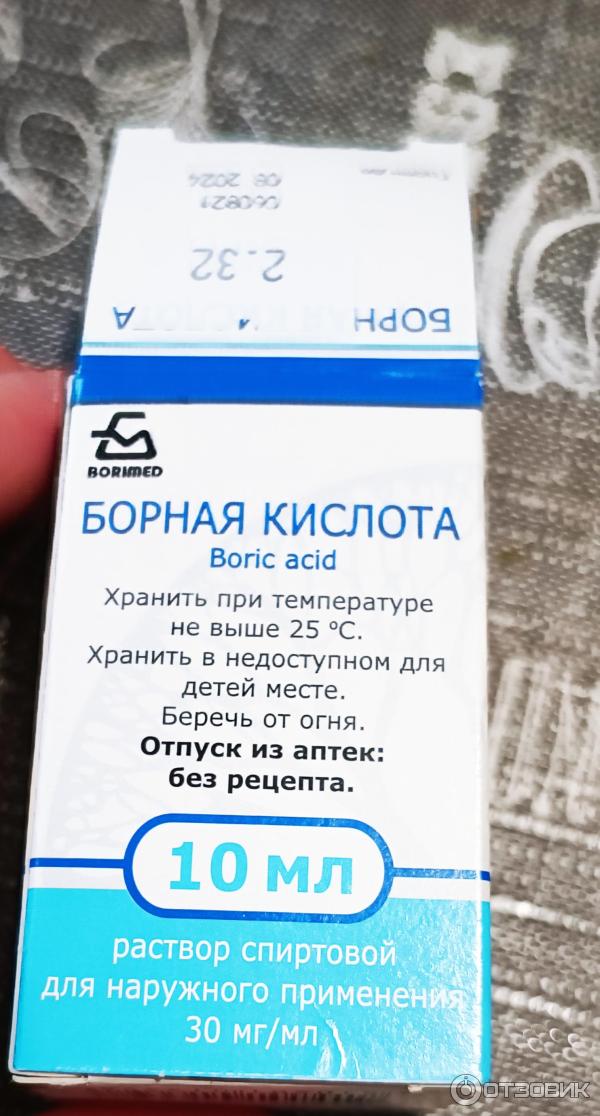 08 2024
060821
2.32
БОРНАЯ КИСЛОТА
BORIMED
БОРНАЯ КИСЛОТА
Boric acid
Хранить при температуре
не выше 25 °С.
Хранить в недоступном для
детей месте.
Беречь от огня.
Отпуск из аптек:
без рецепта.
10 мл
раствор спиртовой
для наружного применения
30 мг/мл
ОТЗОВИК